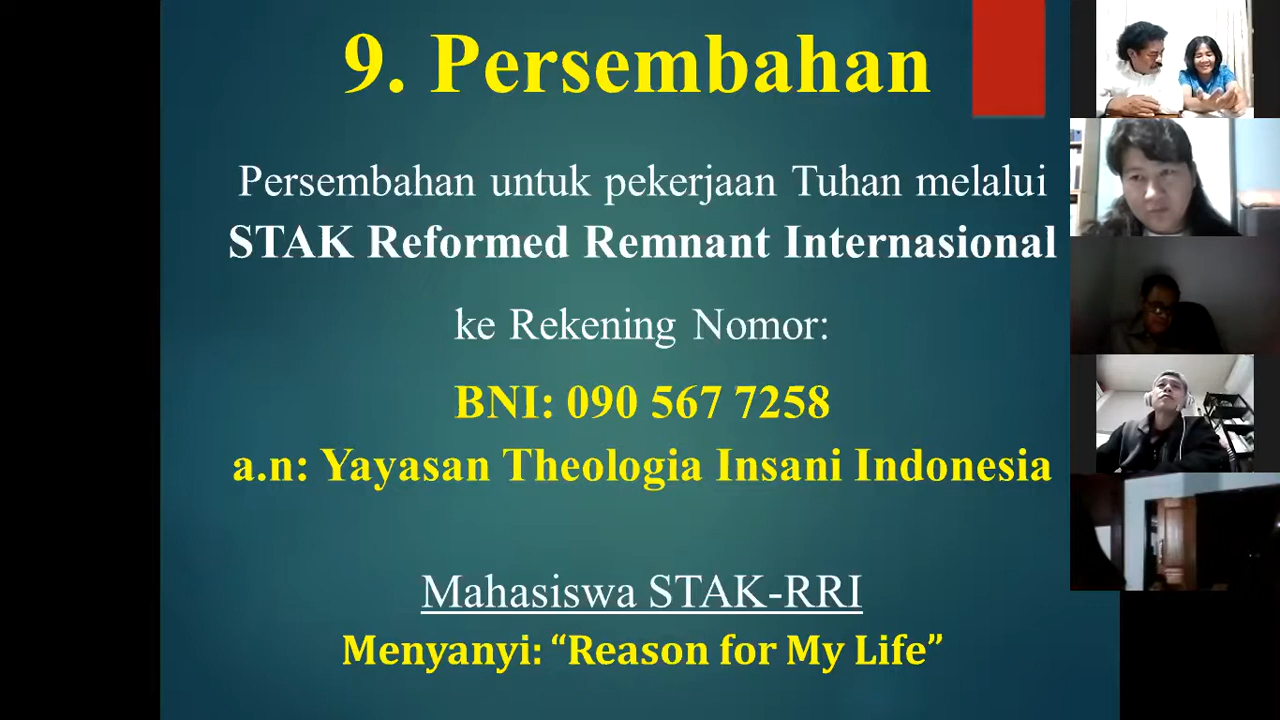 9. Persembahan
Persembahan untuk pekerjaan Tuhan melalui
STAK Reformed Remnant Internasional
ke Rekening Nomor:
BNI: 090 567 7258
a.n: Yayasan Theologia Insani Indonesia
Mahasiswa STAK-RRI
Menyanyi: “Reason for My Life”